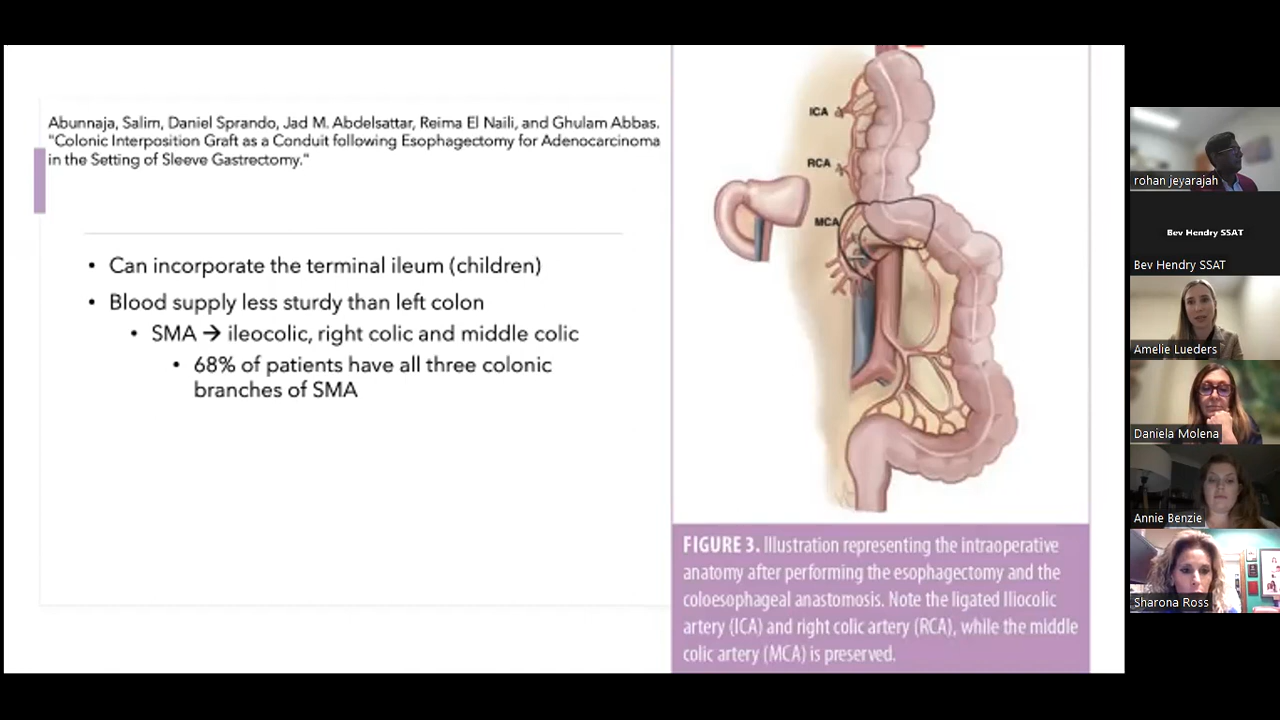 Abunnaja, Salim, Daniel Sprando, Jad M. Abdelsattar, Reima El Naili, and Ghulam Abbas.
"Colonic Interposition Graft as a Conduit following Esophagectomy for Adenocarcinoma
in the Setting of Sleeve Gastrectomy."
• Can incorporate the terminal ileum (children)
• Blood supply less sturdy than left colon
• SMA → ileocolic, right colic and middle colic
• 68% of patients have all three colonic
branches of SMA
ICA
RCA
MCA
FIGURE 3. Illustration representing the intraoperative
anatomy after performing the esophagectomy and the
coloesophageal anastomosis. Note the ligated Iliocolic
artery (ICA) and right colic artery (RCA), while the middle
colic artery (MCA) is preserved.
rohan jeyarajah
Bev Hendry SSAT
Bev Hendry SSAT
Amelie Lueders
Daniela Molena
Annie Benzie
Sharona Ross